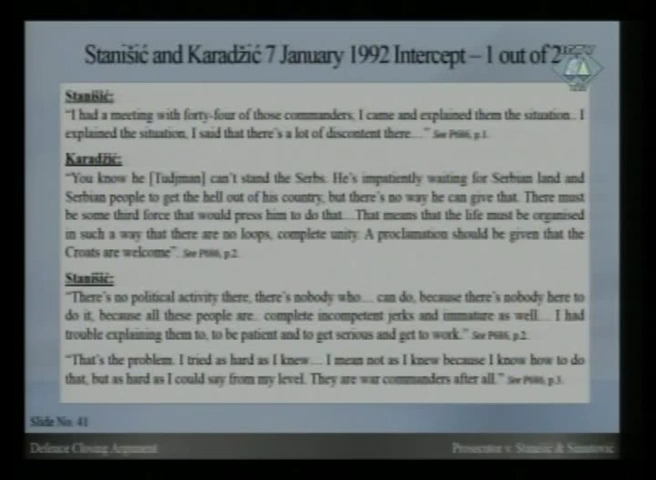 Stanišić and Karadžić 7 January 1992 Intercept – 1 out of 2
Stanišić:
"I had a meeting with forty-four of those commanders, I came and explained them the situation.. I
explained the situation, I said that there's a lot of discontent there…" See P686, p.1.
Karadžić:
"You know he [Tudjman] can't stand the Serbs. He's impatiently waiting for Serbian land and
Serbian people to get the hell out of his country, but there's no way he can give that. There must
be some third force that would press him to do that…That means that the life must be organised
in such a way that there are no loops, complete unity. A proclamation should be given that the
Croats are welcome". See P686, p.2.
Stanišić:
"There's no political activity there, there's nobody who… can do, because there's nobody here to
do it, because all these people are.. complete incompetent jerks and immature as well… I had
trouble explaining them to, to be patient and to get serious and get to work." See P686, p.2.
"That's the problem. I tried as hard as I knew… I mean not as I knew because I know how to do
that, but as hard as I could say from my level. They are war commanders after all." See P686, p.3.
Slide No: 41
Defence Closing Argument
Prosecutor v. Stanišić & Simatović